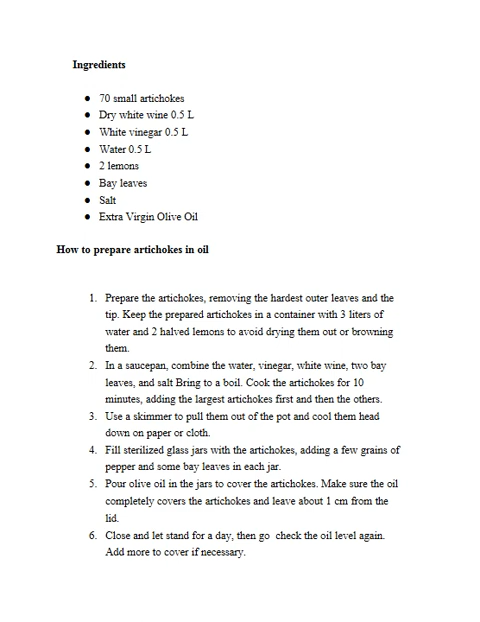 Ingredients
● 70 small artichokes
● Dry white wine 0.5 L
● White vinegar 0.5 L
● Water 0.5 L
● 2 lemons
● Bay leaves
● Salt
● Extra Virgin Olive Oil
How to prepare artichokes in oil
1. Prepare the artichokes, removing the hardest outer leaves and the
tip. Keep the prepared artichokes in a container with 3 liters of
water and 2 halved lemons to avoid drying them out or browning
them.
2. In a saucepan, combine the water, vinegar, white wine, two bay
leaves, and salt Bring to a boil. Cook the artichokes for 10
minutes, adding the largest artichokes first and then the others.
3. Use a skimmer to pull them out of the pot and cool them head
down on paper or cloth.
4. Fill sterilized glass jars with the artichokes, adding a few grains of
pepper and some bay leaves in each jar.
5. Pour olive oil in the jars to cover the artichokes. Make sure the oil
completely covers the artichokes and leave about 1 cm from the
lid.
6. Close and let stand for a day, then go  check the oil level again.
Add more to cover if necessary.